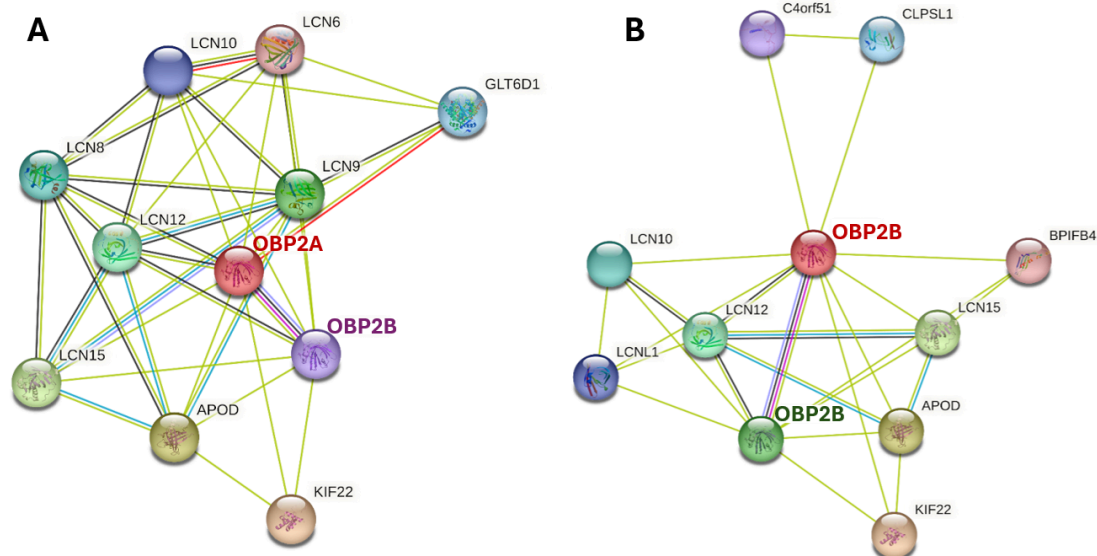 A
LCN6
LCN10
GLT6D1
LCN8
LCN9
LCN12
OBP2A
OBP2B
LCN15
APOD
KIF22
B
C4orf51
CLPSL1
OBP2B
LCN10
BPIFB4
LCN12
LCN15
LCNL1
OBP2B
APOD
KIF22